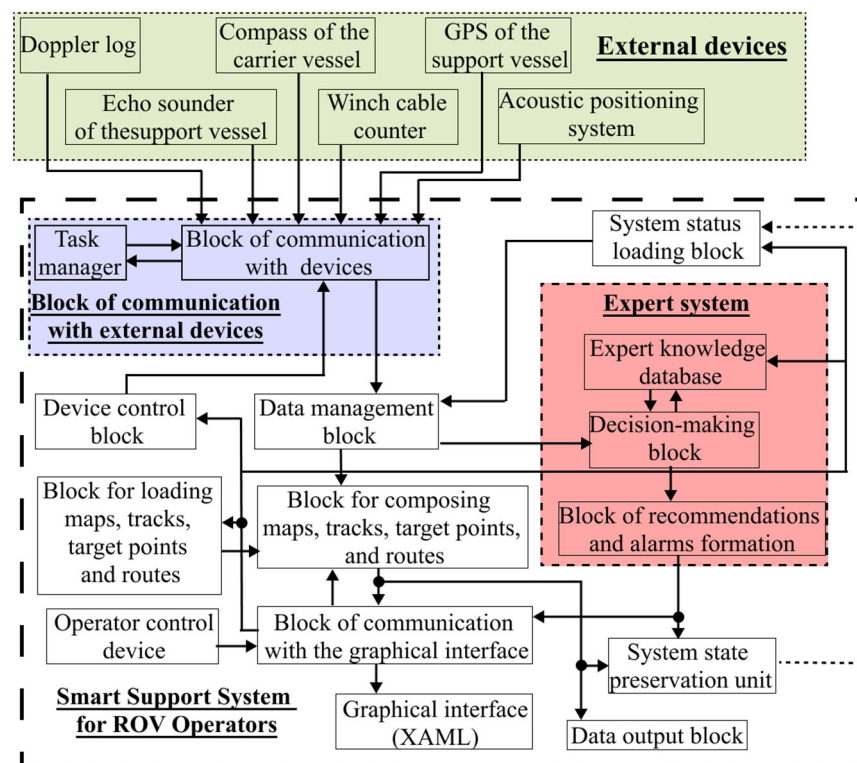 Doppler log
Compass of the
carrier vessel
GPS of the
support vessel
External devices
Echo sounder
of thesupport vessel
Winch cable
counter
Acoustic positioning
system
Task
manager
Block of communication
with devices
System status
loading block
Block of communication
with external devices
Expert system
Expert knowledge
database
Device control
block
Data management
block
Decision-making
block
Block for loading
maps, tracks,
target points
and routes
Block for composing
maps, tracks, target points,
and routes
Block of recommendations
and alarms formation
Operator control
device
Block of communication
with the graphical interface
System state
preservation unit
Smart Support System
for ROV Operators
Graphical interface
(XAML)
Data output block